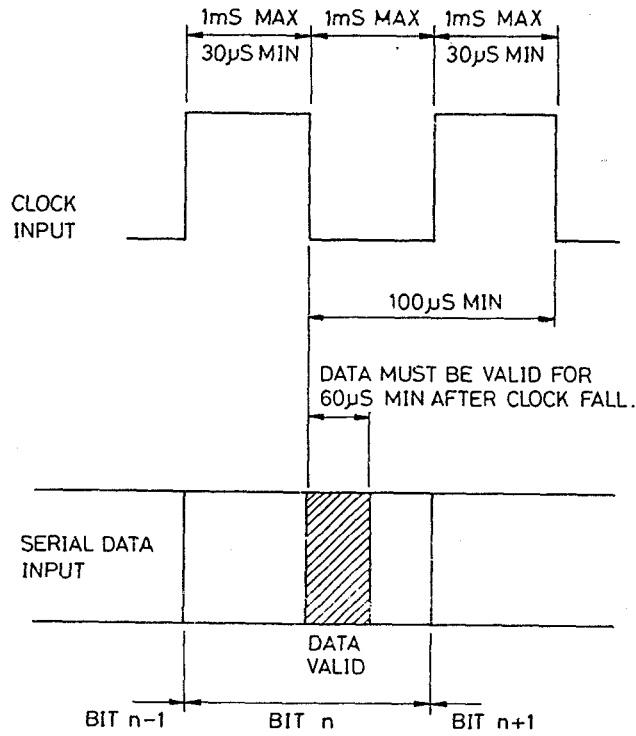 1mS MAX 1mS MAX 1mS MAX
30µS MIN 30µS MIN
CLOCK
INPUT
100µS MIN
DATA MUST BE VALID FOR
60µS MIN AFTER CLOCK FALL.
SERIAL DATA
INPUT
DATA
VALID
BIT n-1 BIT n BIT n+1